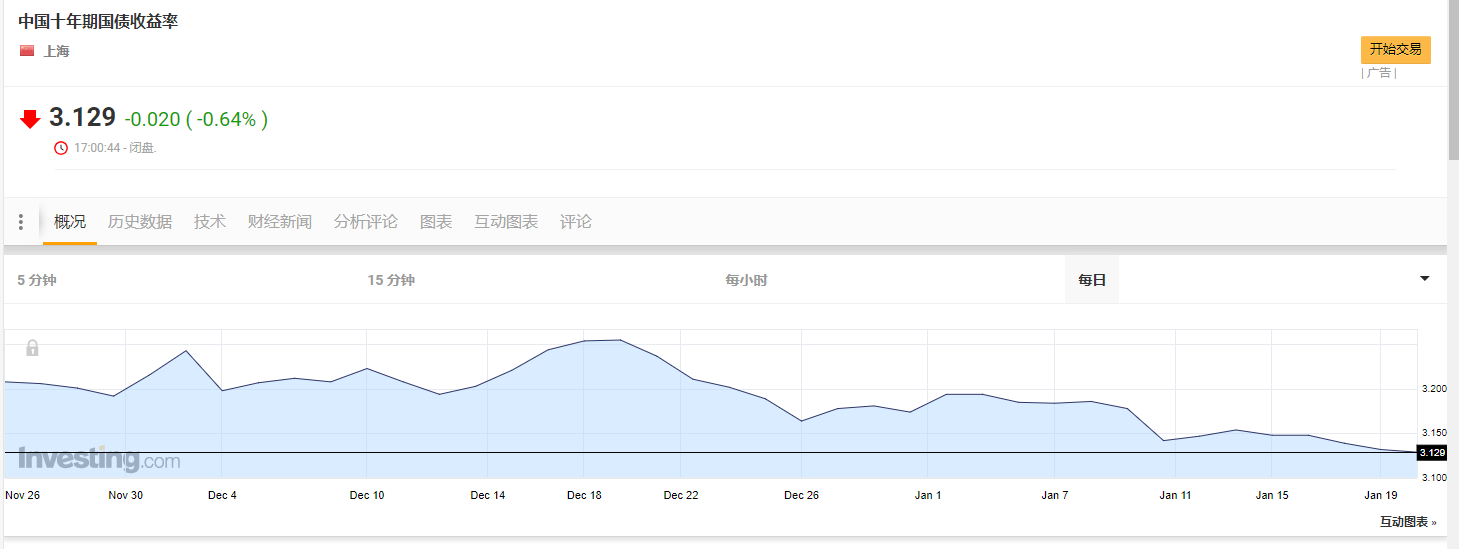 中国十年期国债收益率
上海
开始交易
| 广告 |
3.129 -0.020 ( -0.64% )
17:00:44 - 闭盘.
概况 历史数据 技术 财经新闻 分析评论 图表 互动图表 评论
5 分钟 15 分钟 每小时 每日
3.200
3.150
Investing.com
3.129
3.100
Nov 26 Nov 30 Dec 4 Dec 10 Dec 14 Dec 18 Dec 22 Dec 26 Jan 1 Jan 7 Jan 11 Jan 15 Jan 19
互动图表 »